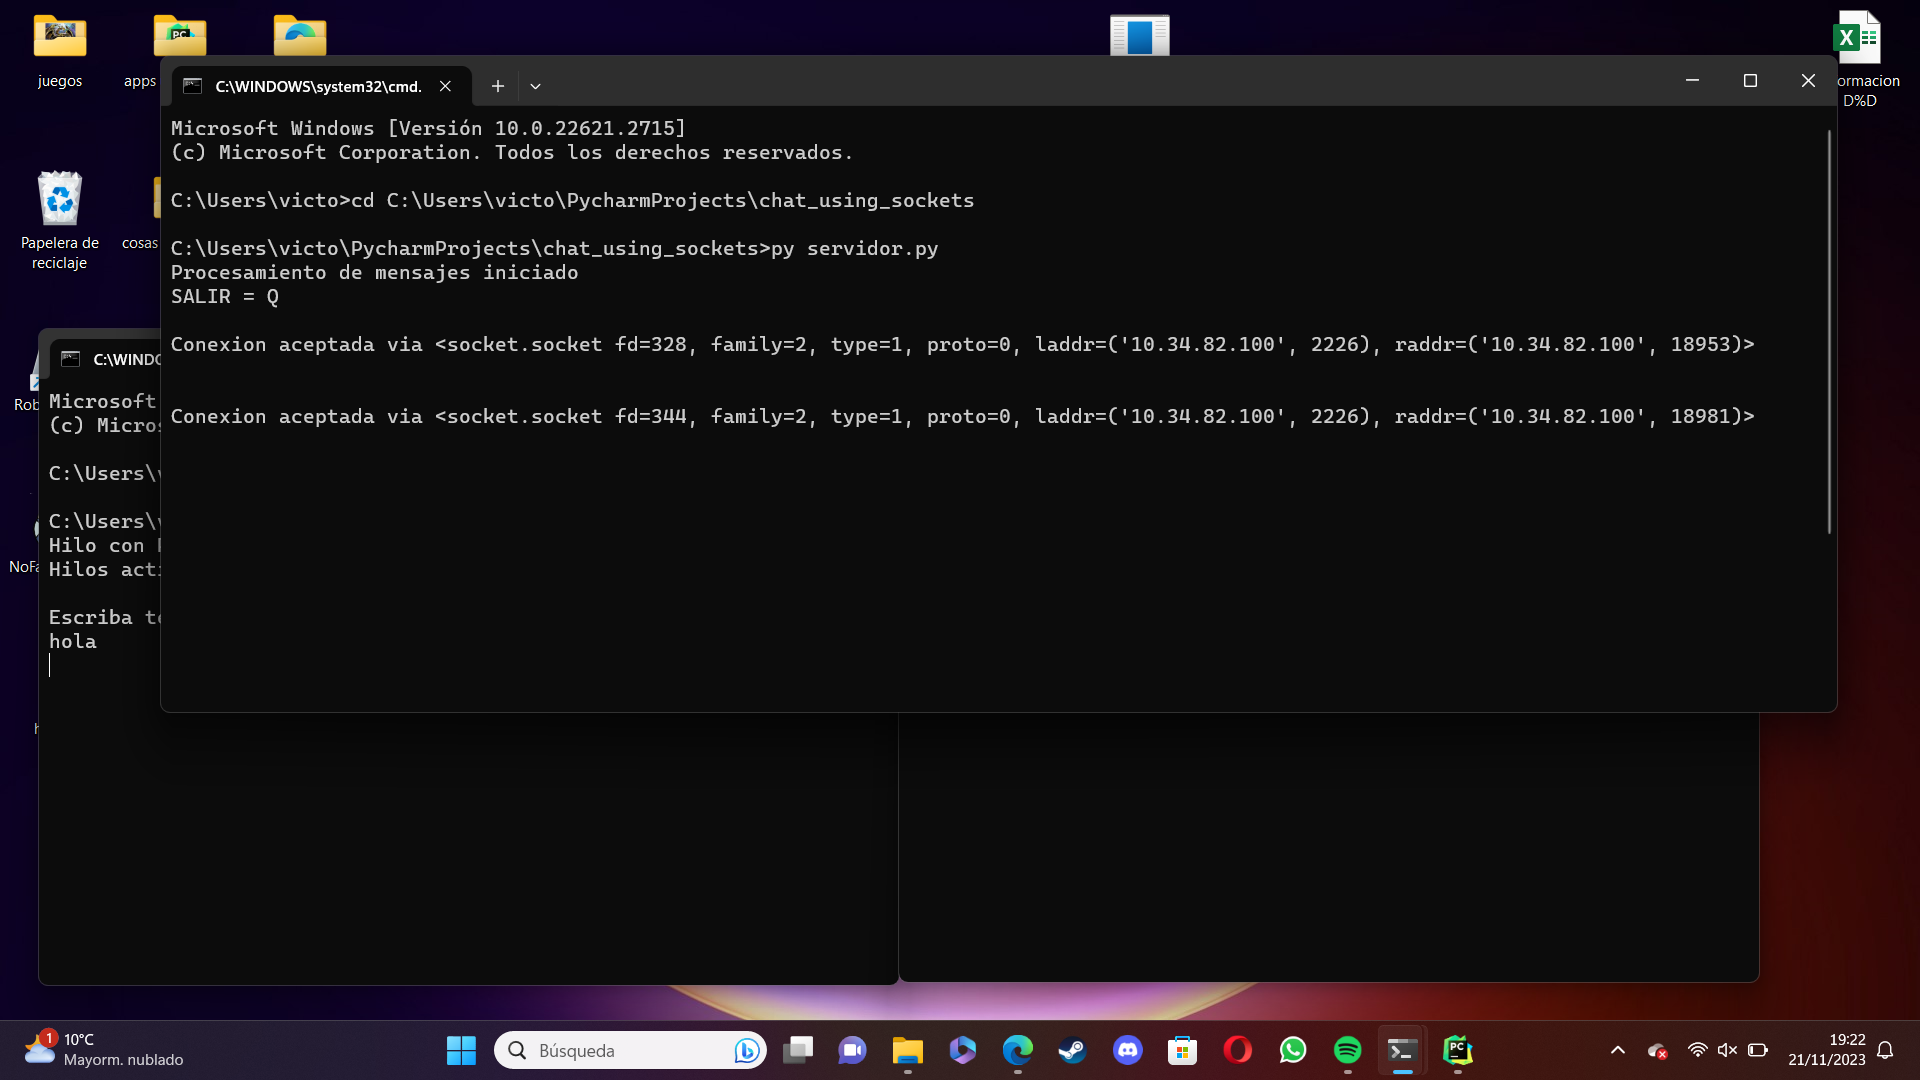 juegos
apps
ormacion
D%D
C:\WINDOWS\system32\cmd.
Microsoft Windows [Versión 10.0.22621.2715]
(c) Microsoft Corporation. Todos los derechos reservados.
C:\Users\victo>cd C:\Users\victo\PycharmProjects\chat_using_sockets
C:\Users\victo\PycharmProjects\chat_using_sockets>py servidor.py
Procesamiento de mensajes iniciado
SALIR = Q
Conexion aceptada via <socket.socket fd=328, family=2, type=1, proto=0, laddr=('10.34.82.100', 2226), raddr=('10.34.82.100', 18953)>
Conexion aceptada via <socket.socket fd=344, family=2, type=1, proto=0, laddr=('10.34.82.100', 2226), raddr=('10.34.82.100', 18981)>
Papelera de
reciclaje
cosas
Rob
NoFa
C:\WIND
Microsoft
(c) Micros
C:\Users\
C:\Users\
Hilo con
Hilos acti
Escriba te
hola
1
10°C
Mayorm. nublado
Búsqueda
19:22
21/11/2023